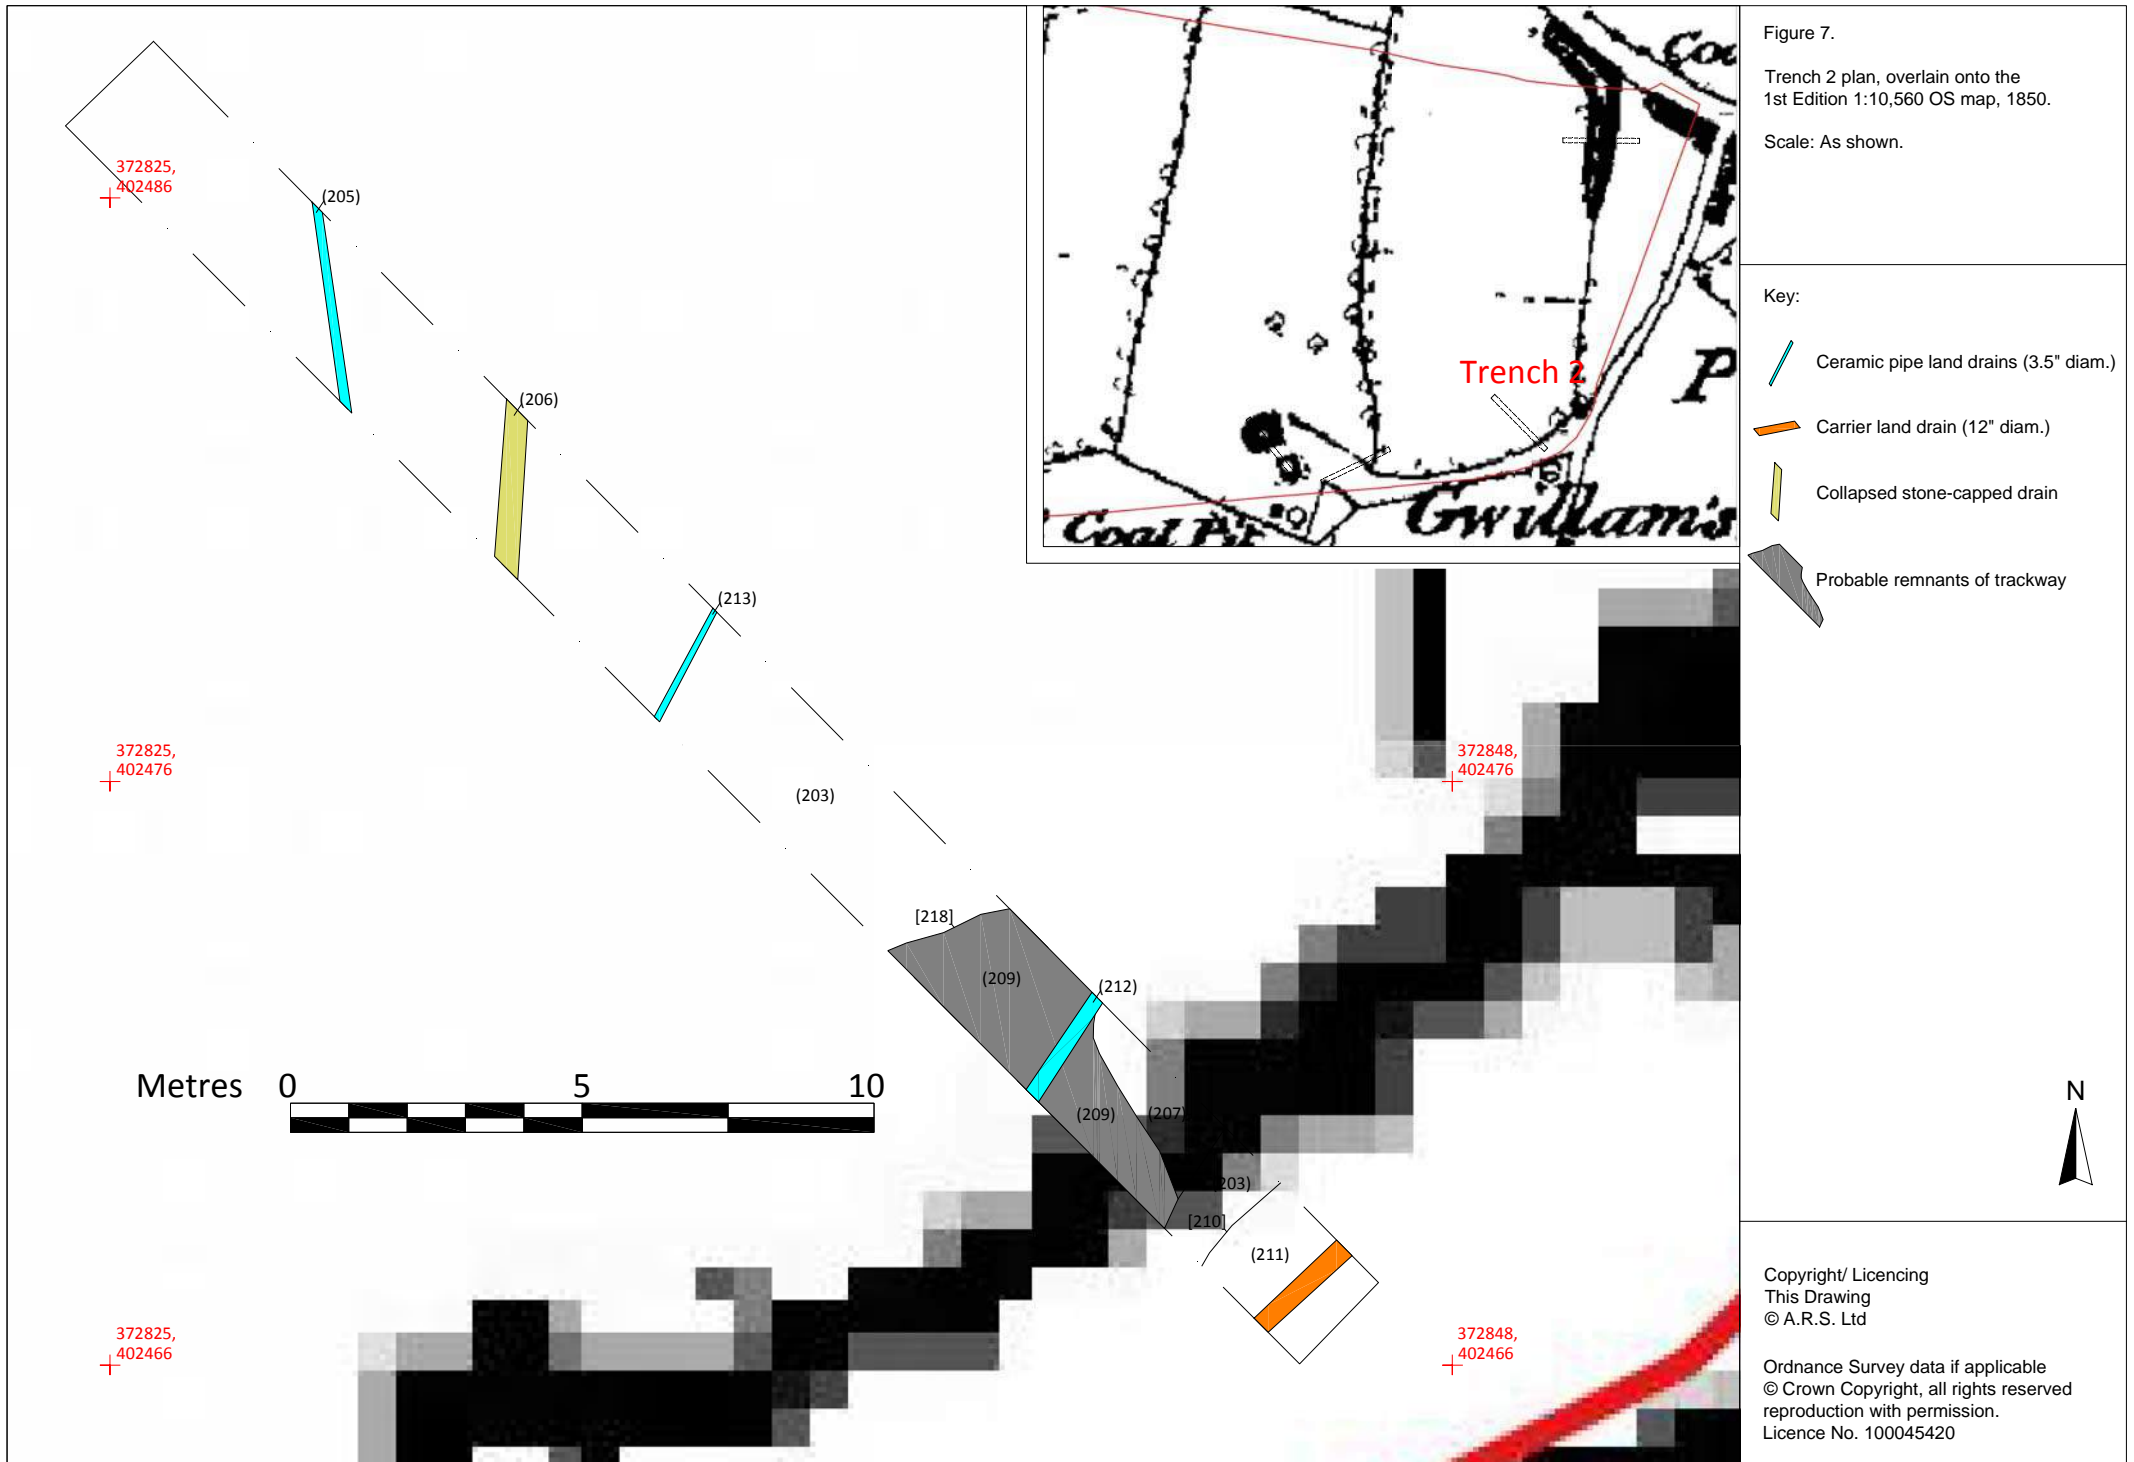 Figure 7.
Trench 2 plan, overlain onto the
1st Edition 1:10,560 OS map, 1850.
Scale: As shown.
Key:
Ceramic pipe land drains (3.5" diam.)
Carrier land drain (12" diam.)
Collapsed stone-capped drain
Probable remnants of trackway
N
Copyright/ Licencing
This Drawing
© A.R.S. Ltd
Ordnance Survey data if applicable
© Crown Copyright, all rights reserved
reproduction with permission.
Licence No. 100045420
Trench 2
Coal Pit
Gwillam's
P
372825,
402486
(205)
(206)
(213)
372825,
402476
372848,
402476
(203)
[218]
(209)
(212)
(209)
(207)
(203)
[210]
(211)
Metres 0 5 10
372825,
402466
372848,
402466